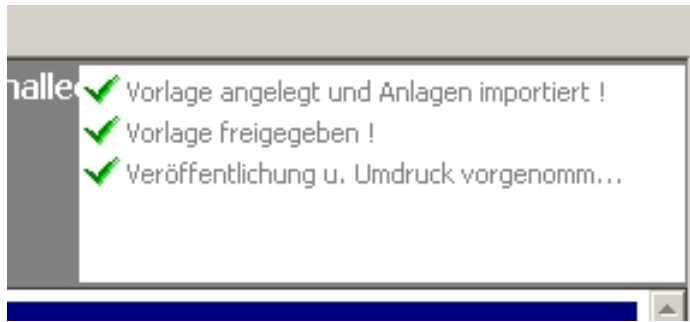 Vorlage angelegt und Anlagen importiert !
Vorlage freigegeben !
Veröffentlichung u. Umdruck vorgenomm...